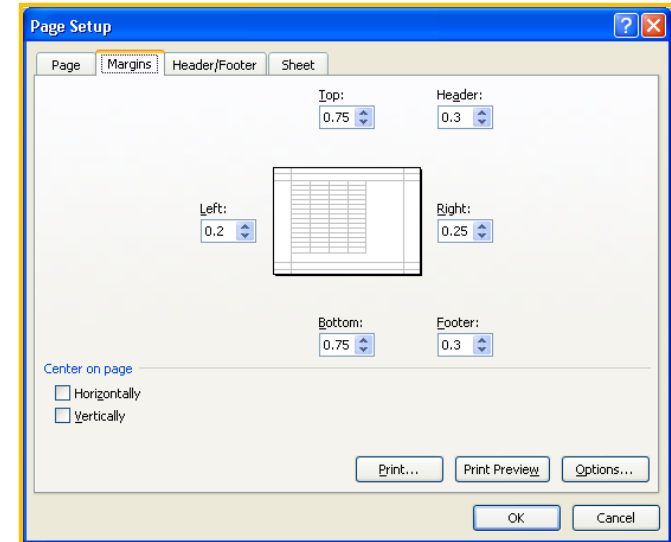 Page Setup
Page Margins Header/Footer Sheet
Top: Header:
0.75 0.3
Left: Right:
0.2 0.25
Bottom: Footer:
0.75 0.3
Center on page
Horizontally
Vertically
Print... Print Preview Options...
OK Cancel